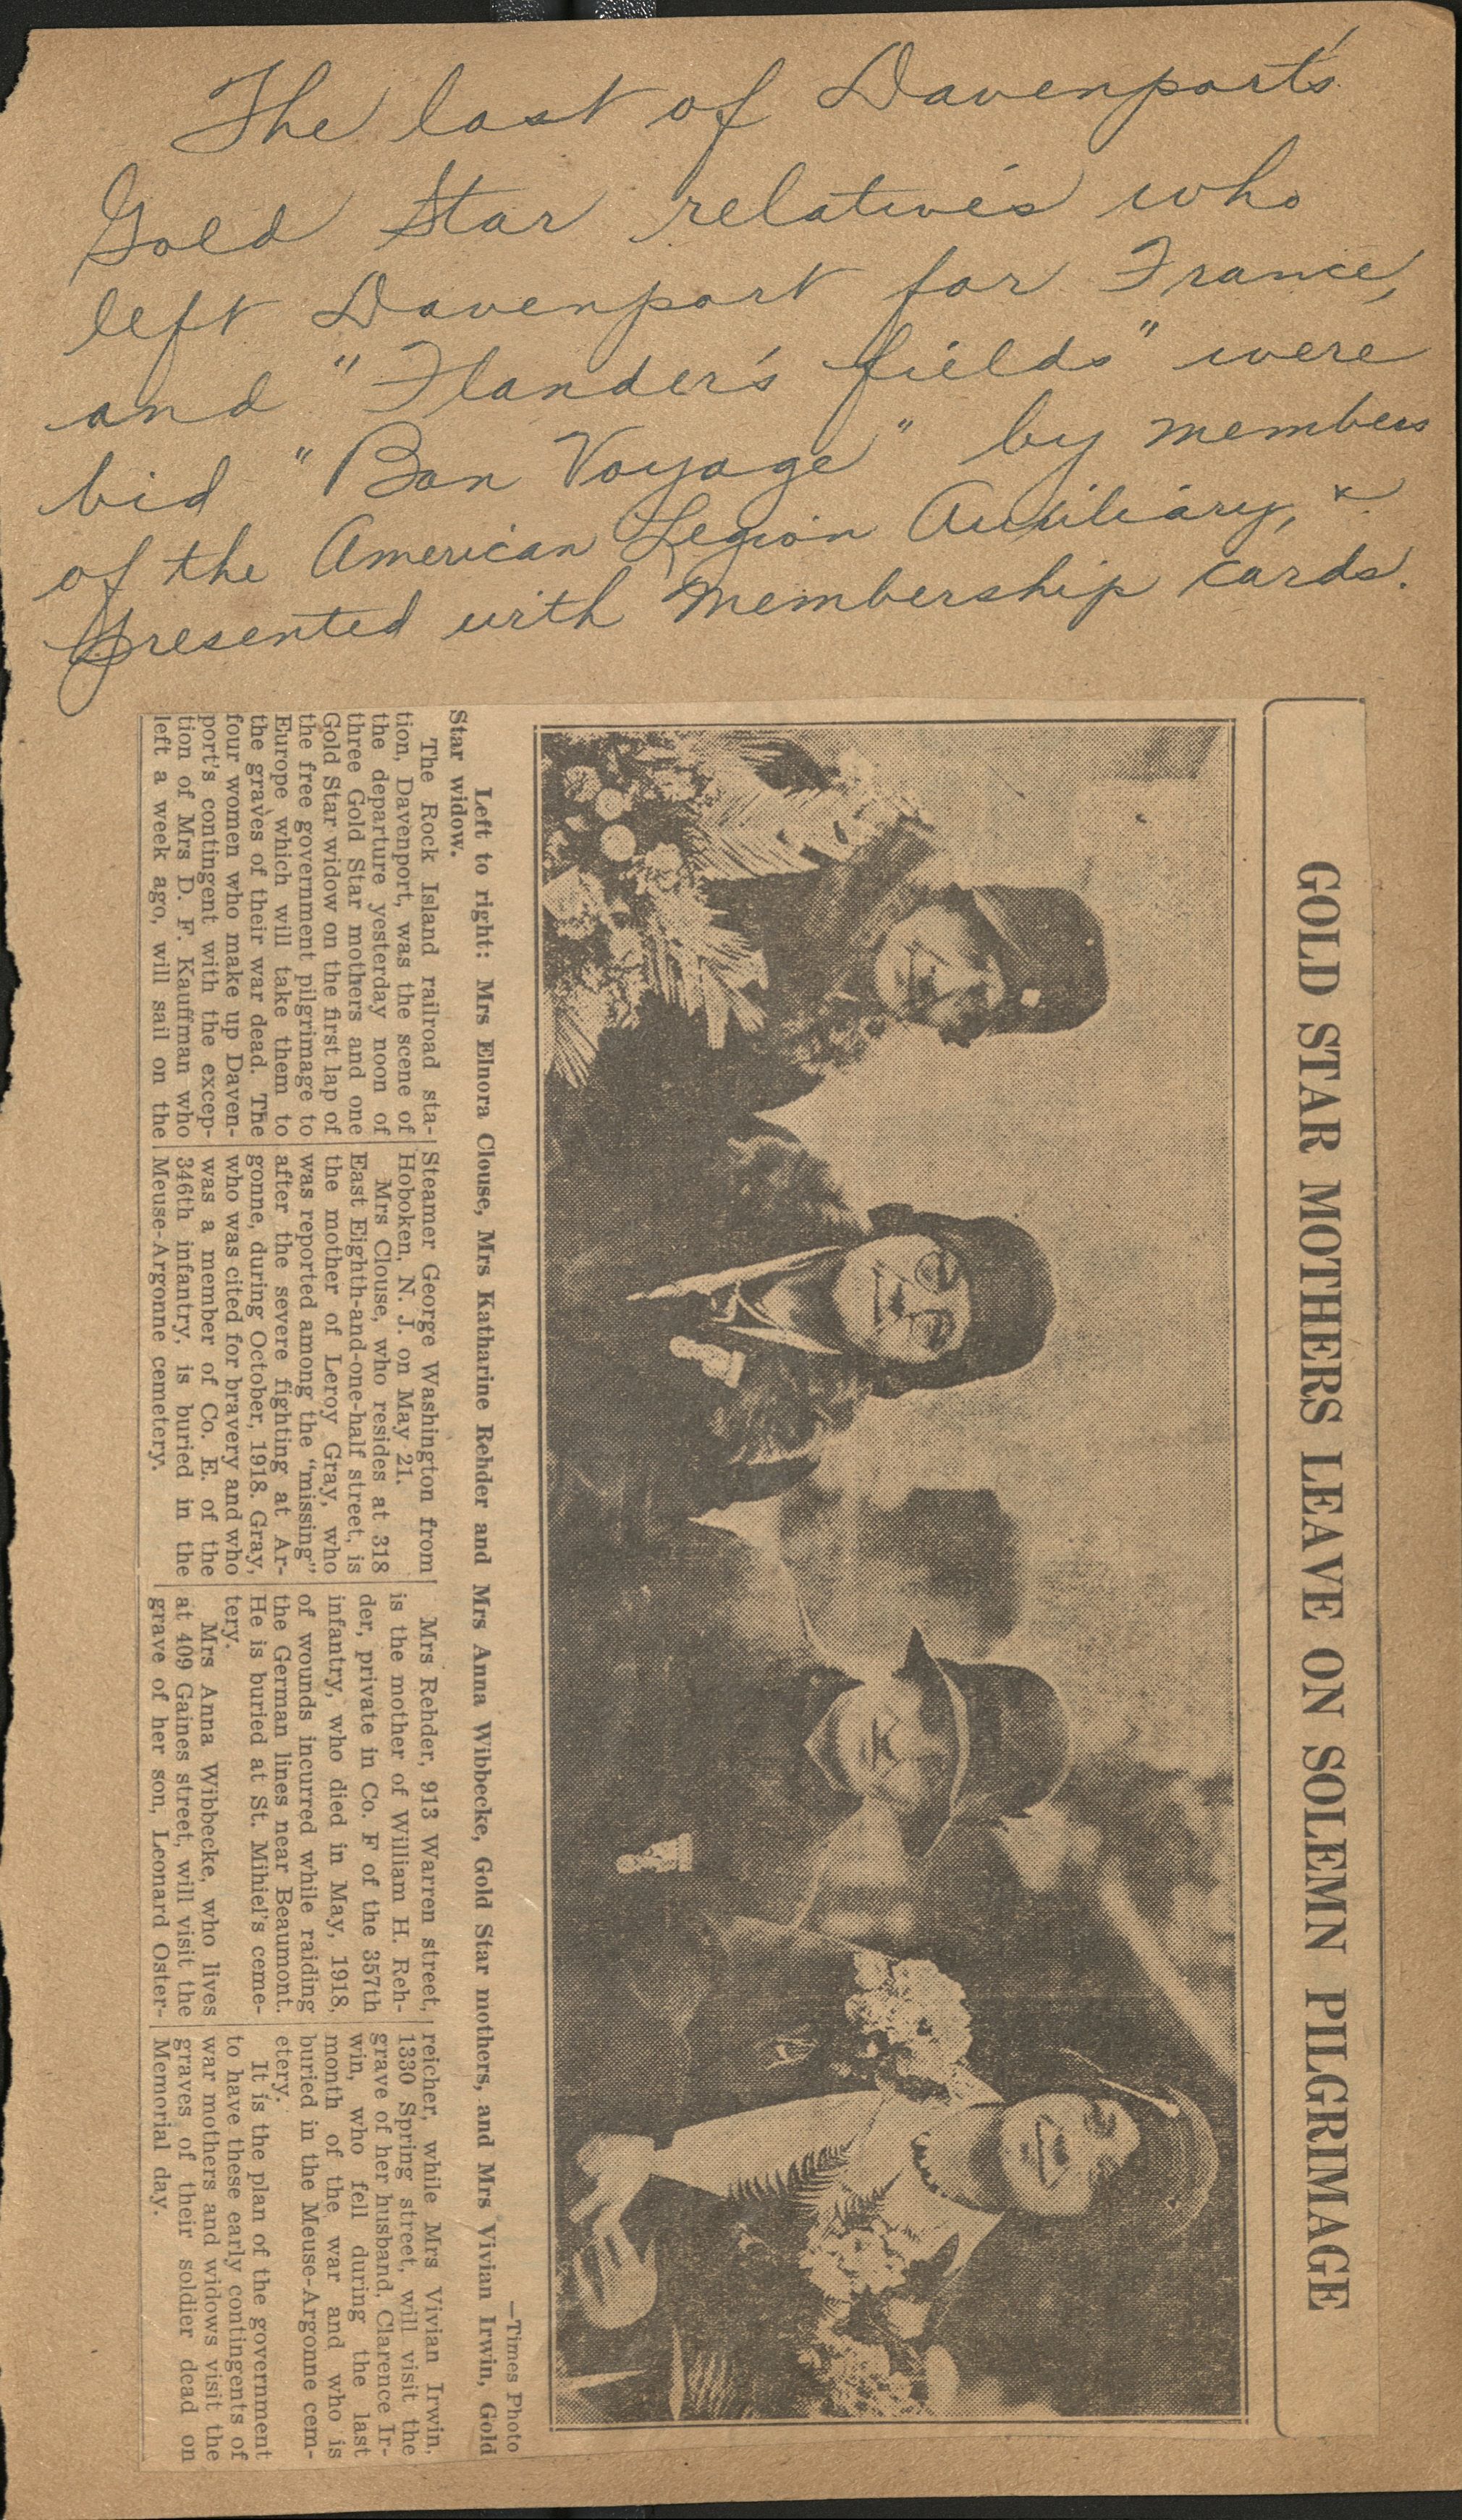 The last of Davenport's
Gold Star relatives who
left Davenport for France,
and "Flander's fields" were
bid "Bon Voyage" by members
of the American Legion Auxiliary, &
presented with membership cards.
GOLD STAR MOTHERS LEAVE ON SOLEMN PILGRIMAGE
—Times Photo
Left to right: Mrs Elnora Clouse, Mrs Katharine Rehder and Mrs Anna Wibbecke, Gold Star mothers, and Mrs Vivian Irwin, Gold
Star widow.
The Rock Island railroad sta-
tion, Davenport, was the scene of
the departure yesterday noon of
three Gold Star mothers and one
Gold Star widow on the first lap of
the free government pilgrimage to
Europe which will take them to
the graves of their war dead. The
four women who make up Daven-
port's contingent with the excep-
tion of Mrs D. F. Kauffman who
left a week ago, will sail on the
Steamer George Washington from
Hoboken, N. J. on May 21.
Mrs Clouse, who resides at 318
East Eighth-and-one-half street, is
the mother of Leroy Gray, who
was reported among the "missing"
after the severe fighting at Ar-
gonne, during October, 1918. Gray,
who was cited for bravery and who
was a member of Co. E. of the
346th infantry, is buried in the
Meuse-Argonne cemetery.
Mrs Rehder, 913 Warren street,
is the mother of William H. Reh-
der, private in Co. F of the 357th
infantry, who died in May, 1918,
of wounds incurred while raiding
the German lines near Beaumont.
He is buried at St. Mihiel's ceme-
tery.
Mrs Anna Wibbecke, who lives
at 409 Gaines street, will visit the
grave of her son, Leonard Oster-
reicher, while Mrs Vivian Irwin,
1330 Spring street, will visit the
grave of her husband, Clarence Ir-
win, who fell during the last
month of the war and who is
buried in the Meuse-Argonne cem-
etery.
It is the plan of the government
to have these early contingents of
war mothers and widows visit the
graves of their soldier dead on
Memorial day.